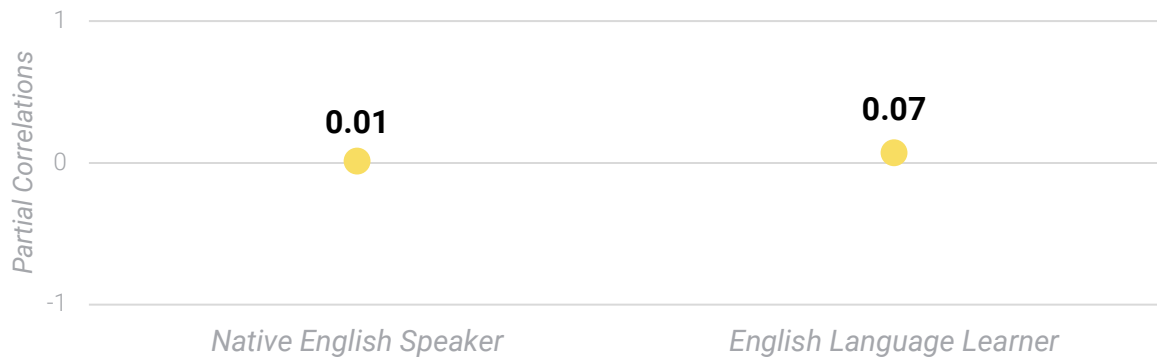 1
Partial Correlations
0.01
0.07
0
-1
Native English Speaker
English Language Learner